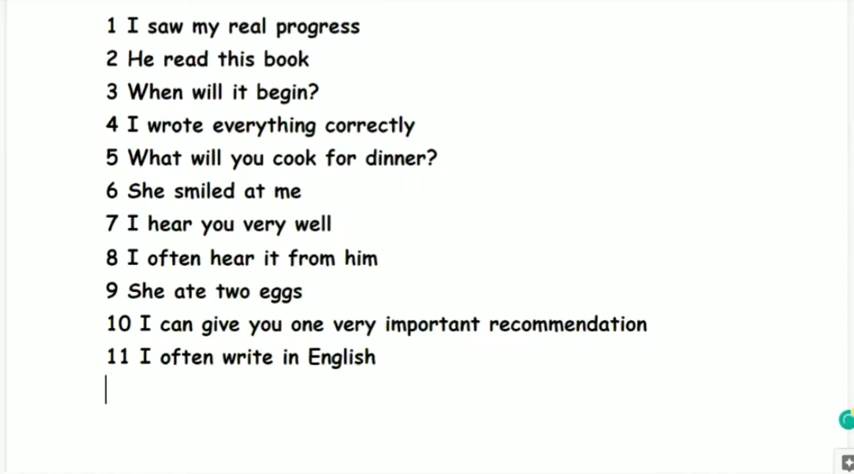 1 I saw my real progress
2 He read this book
3 When will it begin?
4 I wrote everything correctly
5 What will you cook for dinner?
6 She smiled at me
7 I hear you very well
8 I often hear it from him
9 She ate two eggs
10 I can give you one very important recommendation
11 I often write in English